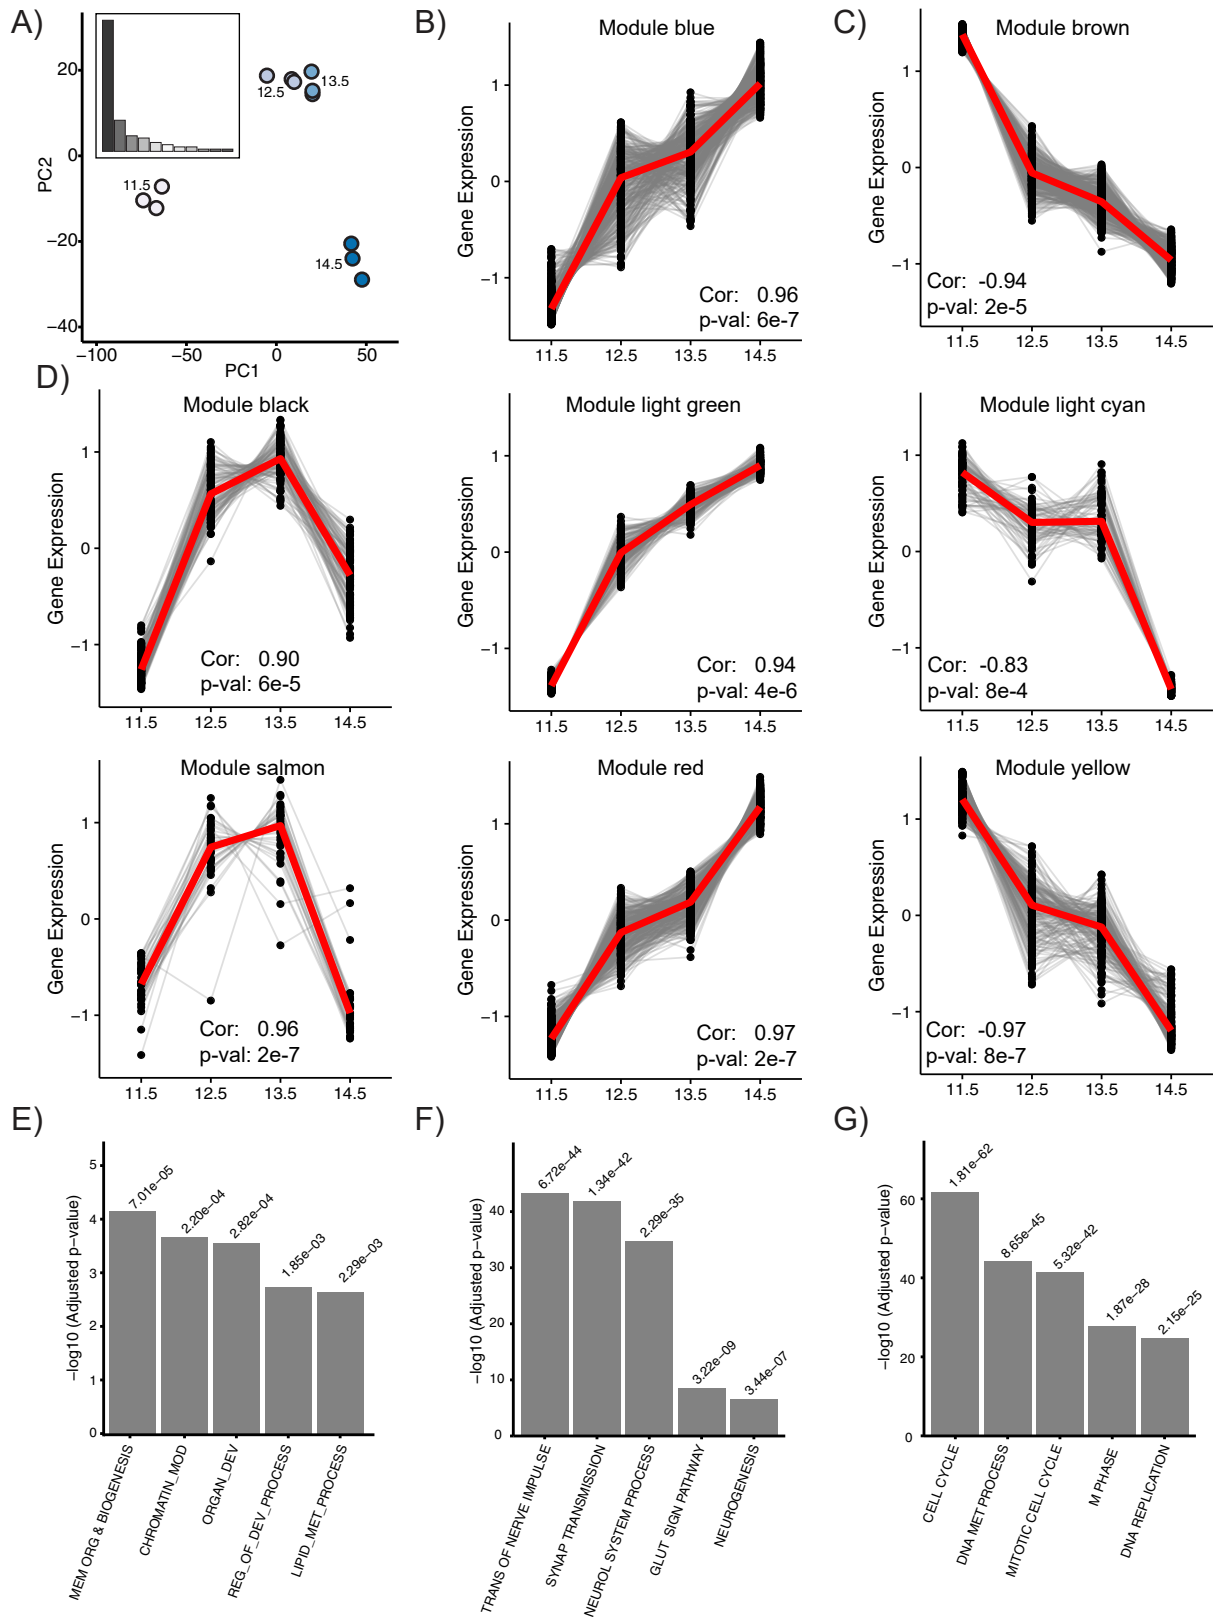 A)
20
0
−20
−40
PC2
12.5
13.5
11.5
14.5
−100
−50
0
50
PC1
B)
Module blue
Gene Expression
1
0
−1
Cor: 0.96
p-val: 6e-7
11.5 12.5 13.5 14.5
C)
Module brown
Gene Expression
1
0
−1
Cor: -0.94
p-val: 2e-5
11.5 12.5 13.5 14.5
D)
Module black
Gene Expression
1
0
−1
Cor: 0.90
p-val: 6e-5
11.5 12.5 13.5 14.5
Module light green
Gene Expression
1
0
−1
Cor: 0.94
p-val: 4e-6
11.5 12.5 13.5 14.5
Module light cyan
Gene Expression
1
0
−1
Cor: -0.83
p-val: 8e-4
11.5 12.5 13.5 14.5
Module salmon
Gene Expression
1
0
−1
Cor: 0.96
p-val: 2e-7
11.5 12.5 13.5 14.5
Module red
Gene Expression
1
0
−1
Cor: 0.97
p-val: 2e-7
11.5 12.5 13.5 14.5
Module yellow
Gene Expression
1
0
−1
Cor: -0.97
p-val: 8e-7
11.5 12.5 13.5 14.5
E)
−log10 (Adjusted p−value)
5
4
3
2
1
0
7.01e−05
2.20e−04
2.82e−04
1.85e−03
2.29e−03
MEM ORG & BIOGENESIS
CHROMATIN_MOD
ORGAN_DEV
REG_OF_DEV_PROCESS
LIPID_MET_PROCESS
F)
−log10 (Adjusted p−value)
40
30
20
10
0
6.72e−44
1.34e−42
2.29e−35
3.22e−09
3.44e−07
TRANS OF NERVE IMPULSE
SYNAP TRANSMISSION
NEUROL SYSTEM PROCESS
GLUT SIGN PATHWAY
NEUROGENESIS
G)
−log10 (Adjusted p−value)
60
40
20
0
1.81e−62
8.65e−45
5.32e−42
1.87e−28
2.15e−25
CELL CYCLE
DNA MET PROCESS
MITOTIC CELL CYCLE
M PHASE
DNA REPLICATION